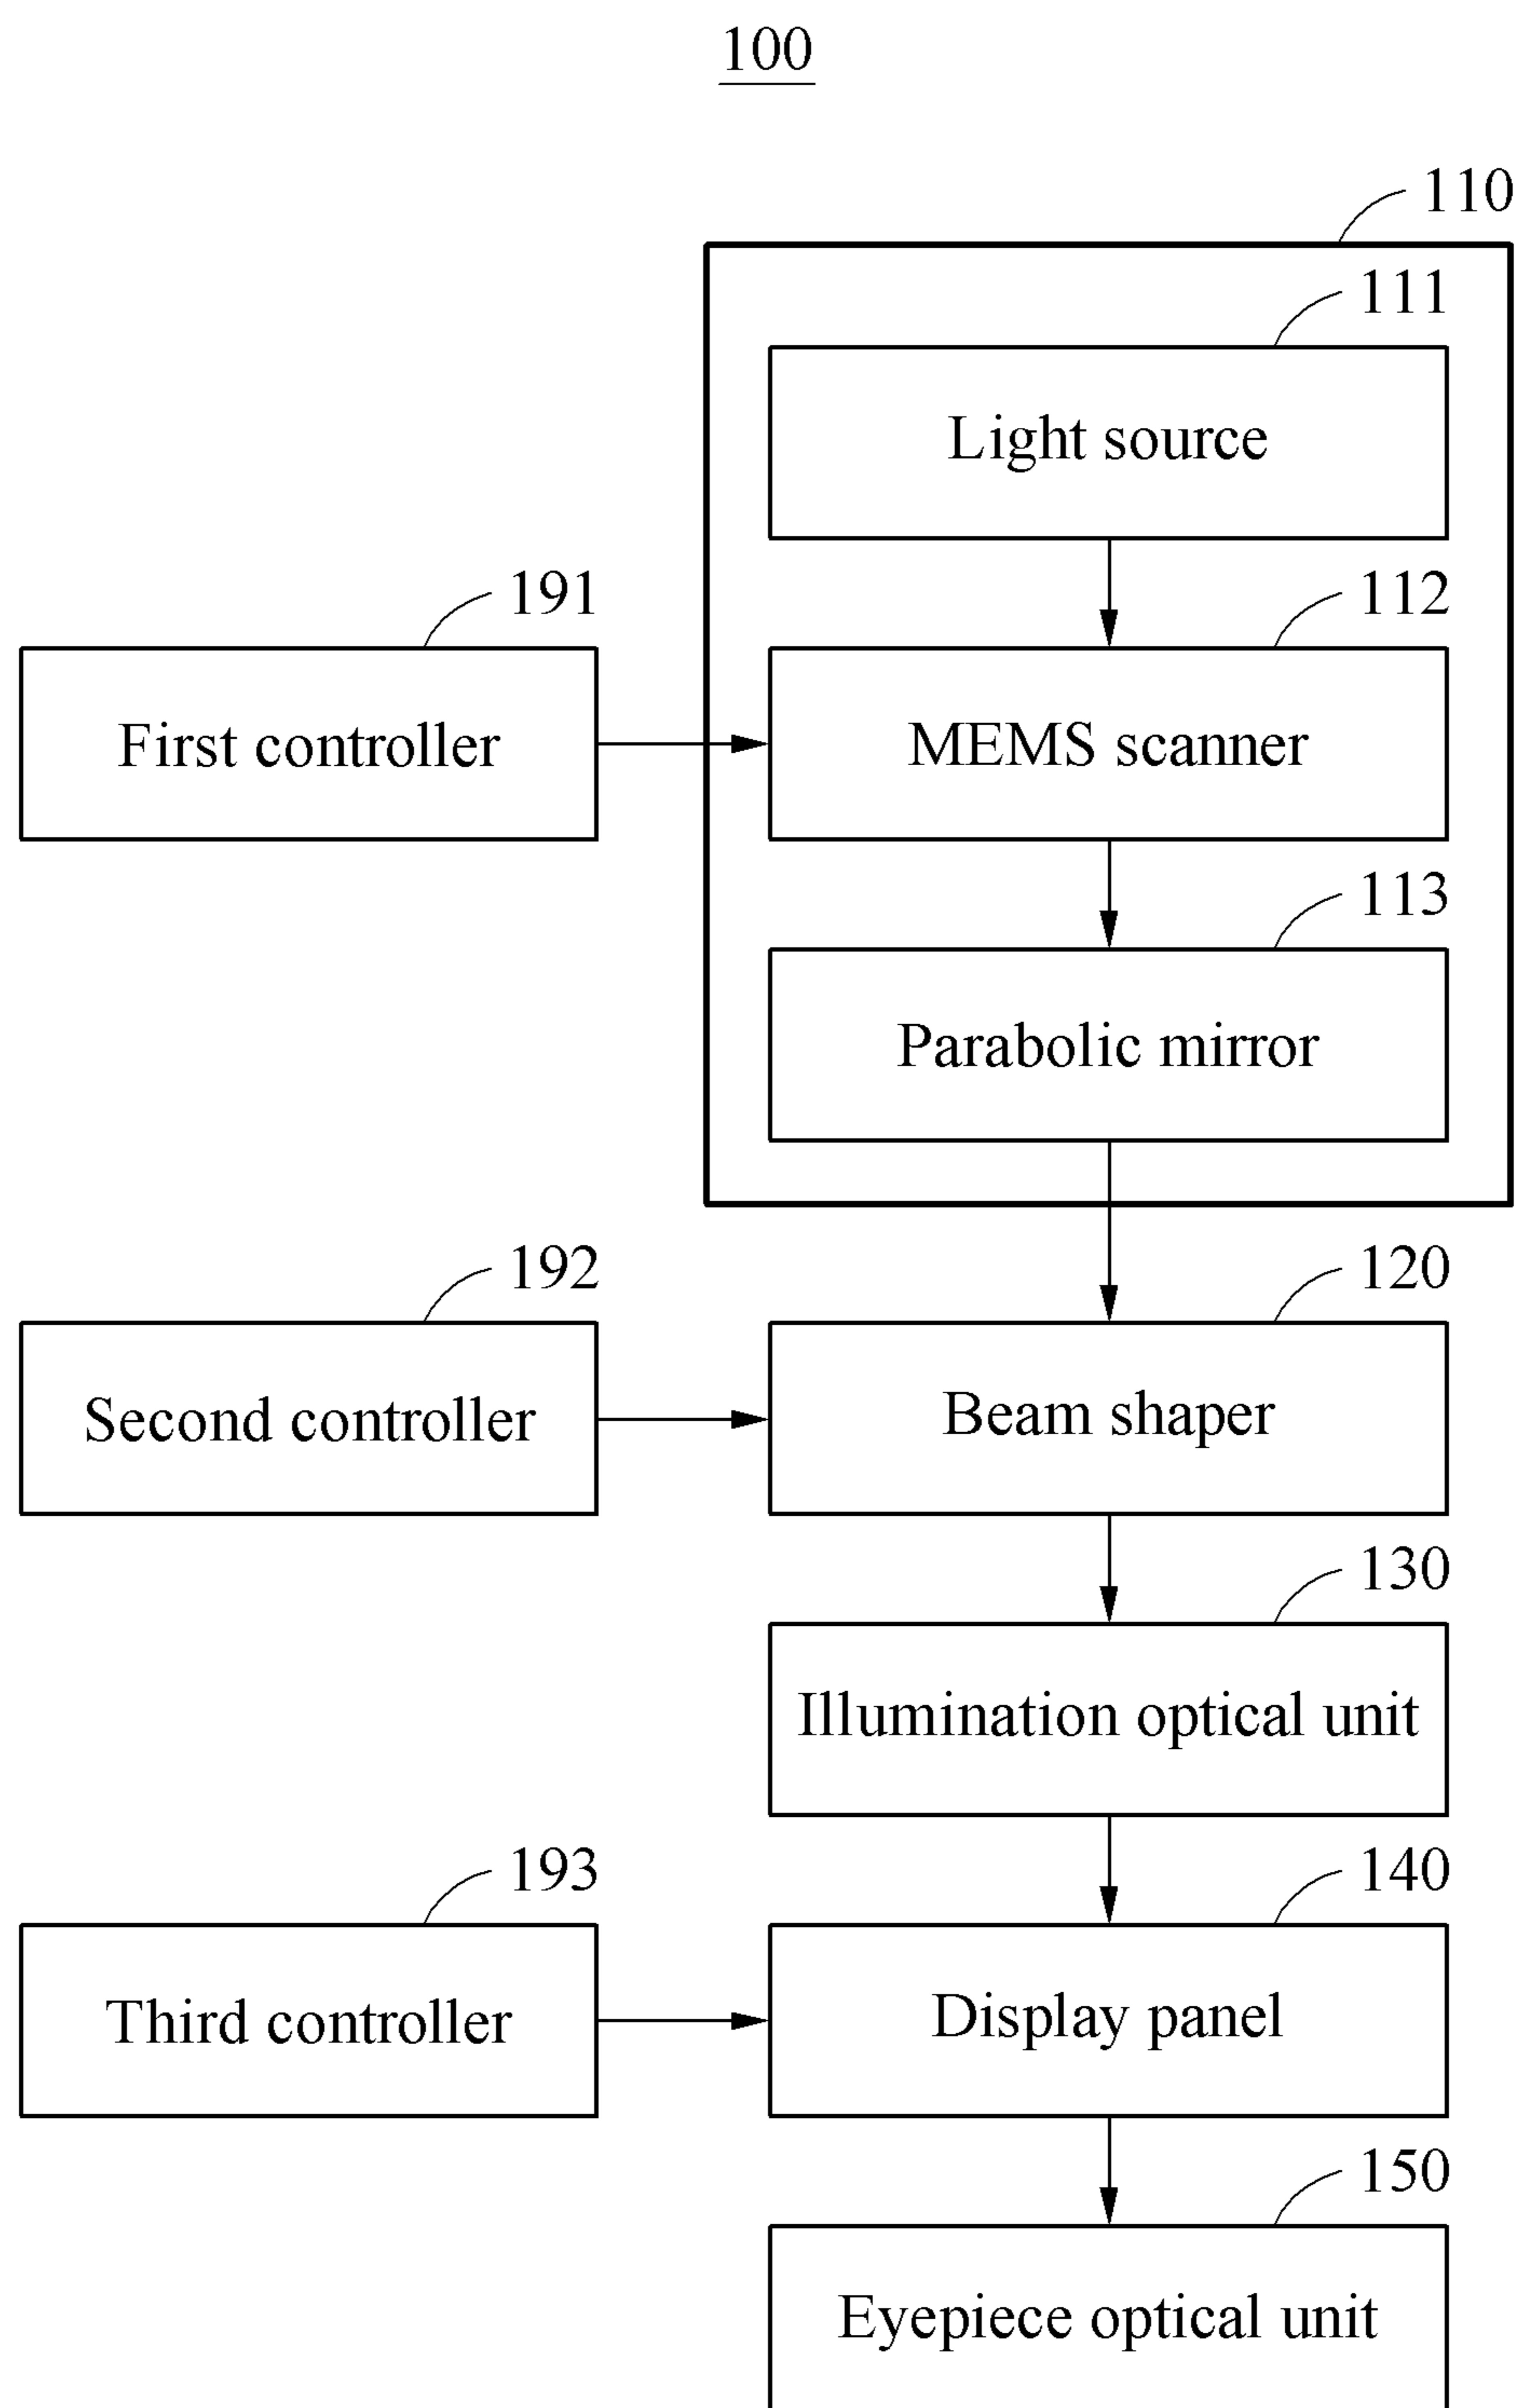 100
110
111
Light source
191
112
First controller
MEMS scanner
113
Parabolic mirror
192
120
Second controller
Beam shaper
130
Illumination optical unit
193
140
Third controller
Display panel
150
Eyepiece optical unit